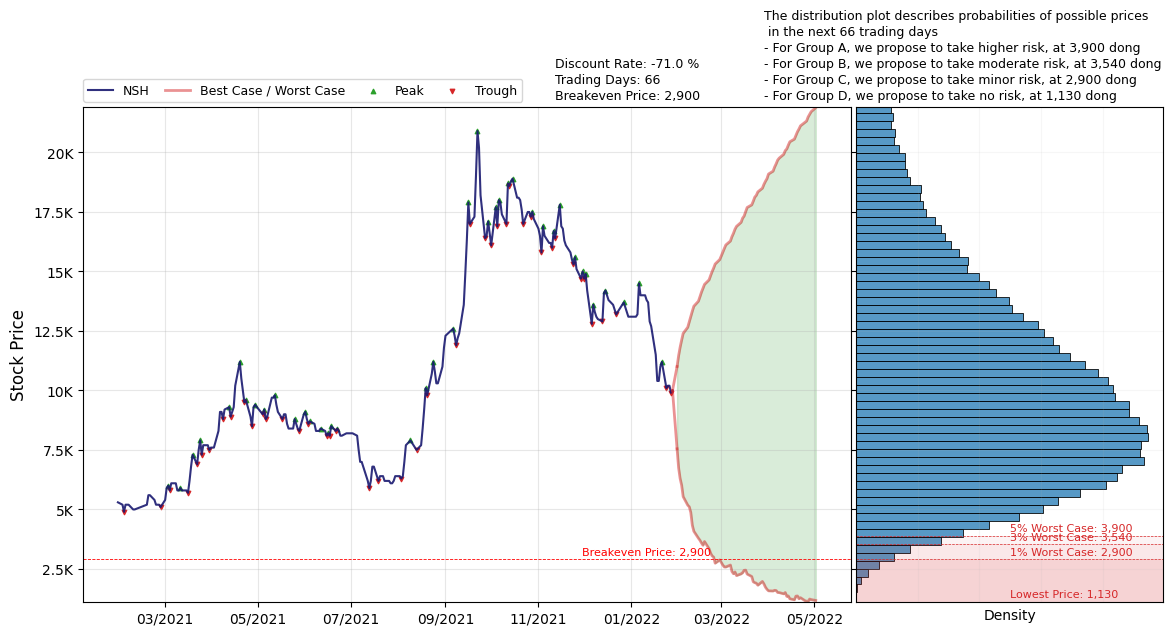 The distribution plot describes probabilities of possible prices
in the next 66 trading days
- For Group A, we propose to take higher risk, at 3,900 dong
- For Group B, we propose to take moderate risk, at 3,540 dong
- For Group C, we propose to take minor risk, at 2,900 dong
- For Group D, we propose to take no risk, at 1,130 dong
Discount Rate: -71.0 %
Trading Days: 66
Breakeven Price: 2,900
NSH Best Case / Worst Case Peak Trough
Stock Price
20K
17.5K
15K
12.5K
10K
7.5K
5K
2.5K
Breakeven Price: 2,900
5% Worst Case: 3,900
3% Worst Case: 3,540
1% Worst Case: 2,900
Lowest Price: 1,130
03/2021 05/2021 07/2021 09/2021 11/2021 01/2022 03/2022 05/2022
Density